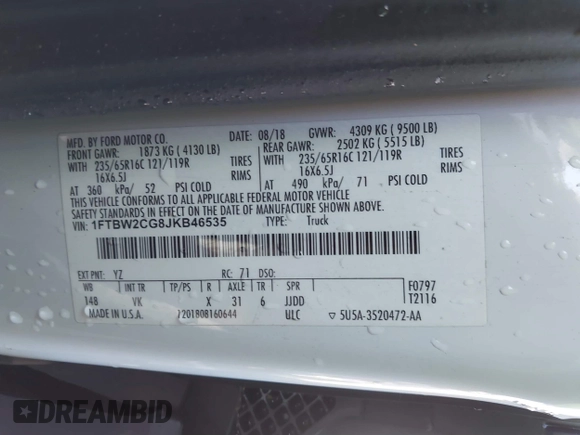 MFD. BY FORD MOTOR CO. DATE: 08/18 GVWR: 4309 KG ( 9500 LB)
FRONT GAWR: 1873 KG ( 4130 LB) REAR GAWR: 2502 KG ( 5515 LB)
WITH 235/65R16C 121/119R TIRES WITH 235/65R16C 121/119R TIRES
16X6.5J RIMS 16X6.5J RIMS
AT 360 kPa/ 52 PSI COLD AT 490 kPa/ 71 PSI COLD
THIS VEHICLE CONFORMS TO ALL APPLICABLE FEDERAL MOTOR VEHICLE
SAFETY STANDARDS IN EFFECT ON THE DATE OF MANUFACTURE SHOWN ABOVE.
VIN: 1FTBW2CG8JKB46535 TYPE: Truck
EXT PNT: YZ RC: 71 DSO:
WB INT TR TP/PS R AXLE TR SPR F0797
148 VK X 31 6 JJDD T2116
MADE IN U.S.A. 1201808160644 ULC ▽ 5U5A-3520472-AA
DREAMBID